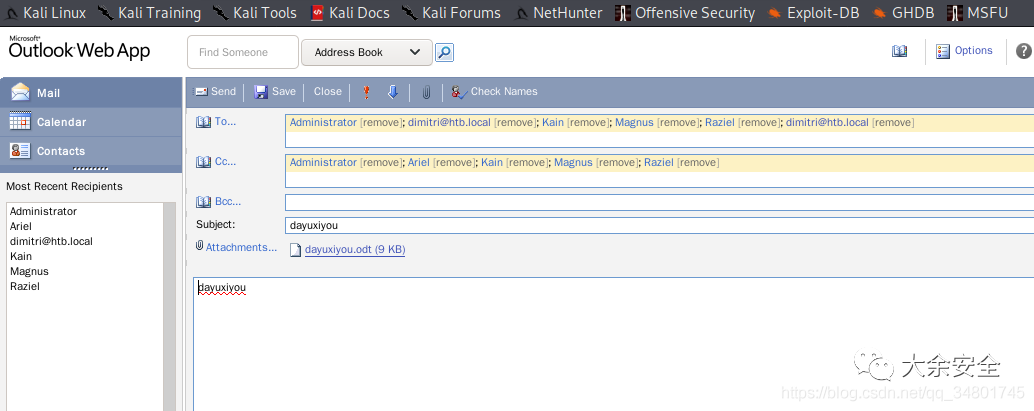 Kali Linux Kali Training Kali Tools Kali Docs Kali Forums NetHunter Offensive Security Exploit-DB GHDB MSFU
Microsoft®
Outlook Web App
Find Someone Address Book Options
Mail
Calendar
Contacts
Most Recent Recipients
Administrator
Ariel
dimitri@htb.local
Kain
Magnus
Raziel
Send Save Close Check Names
To... Administrator [remove]; dimitri@htb.local [remove]; Kain [remove]; Magnus [remove]; Raziel [remove]; dimitri@htb.local [remove]
Cc... Administrator [remove]; Ariel [remove]; Kain [remove]; Magnus [remove]; Raziel [remove]
Bcc...
Subject: dayuxiyou
Attachments... dayuxiyou.odt (9 KB)
dayuxiyou
大余安全
https://blog.csdn.net/qq_34801745